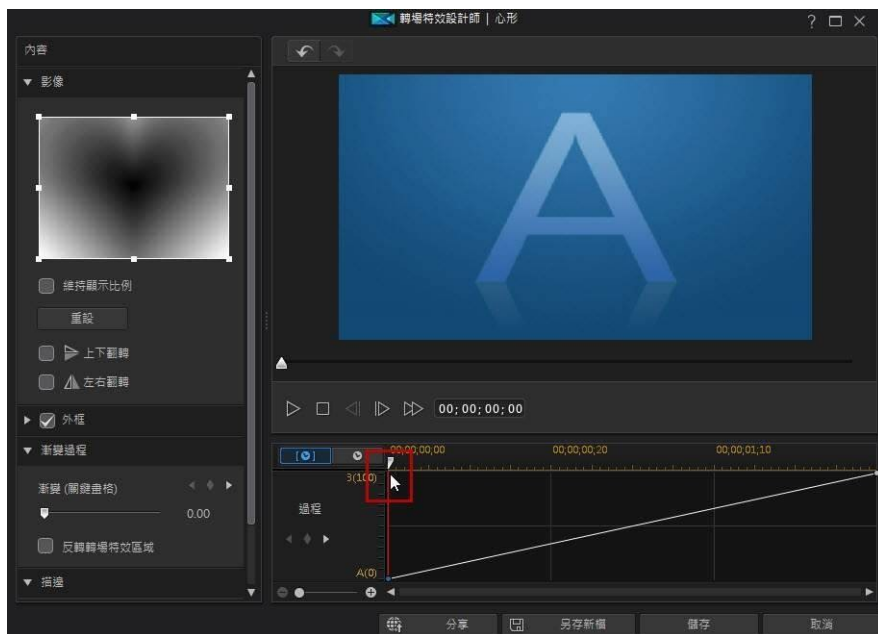 轉場特效設計師 | 心形
? □ ×
內容
影像
維持顯示比例
重設
上下翻轉
左右翻轉
外框
漸變過程
漸變 (關鍵畫格)
0.00
反轉轉場特效區域
描邊
A
00;00;00;00
00;00;00;00 00;00;00;20 00;00;01;10
B(100)
過程
A(0)
分享 另存新檔 儲存 取消